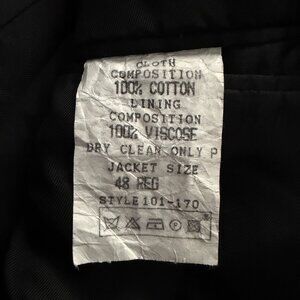 CLOTH
COMPOSITION
100% COTTON
LINING
COMPOSITION
100% VISCOSE
DRY CLEAN ONLY P
JACKET SIZE
48 REG
STYLE 101-170